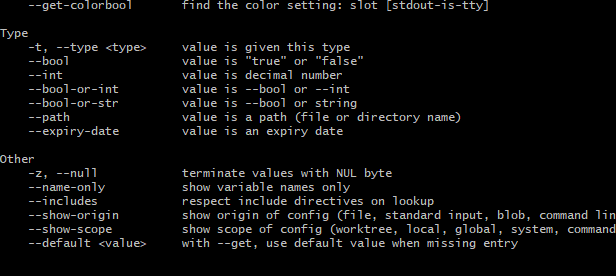 --get-colorbool find the color setting: slot [stdout-is-tty]
Type
-t, --type <type> value is given this type
--bool value is "true" or "false"
--int value is decimal number
--bool-or-int value is --bool or --int
--bool-or-str value is --bool or string
--path value is a path (file or directory name)
--expiry-date value is an expiry date
Other
-z, --null terminate values with NUL byte
--name-only show variable names only
--includes respect include directives on lookup
--show-origin show origin of config (file, standard input, blob, command lin
--show-scope show scope of config (worktree, local, global, system, command
--default <value> with --get, use default value when missing entry